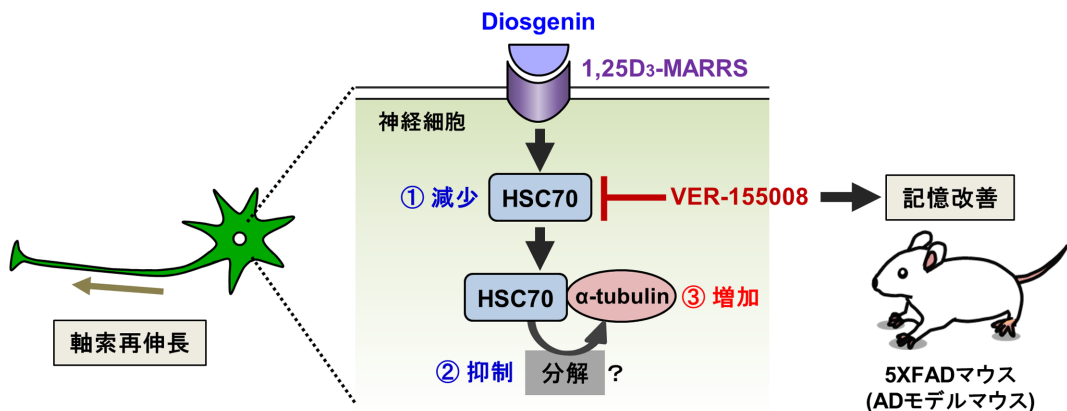 Diosgenin
1,25D₃-MARRS
神経細胞
① 減少
HSC70
VER-155008
記憶改善
HSC70
α-tubulin
③ 増加
② 抑制
分解
?
軸索再伸長
5XFADマウス
(ADモデルマウス)